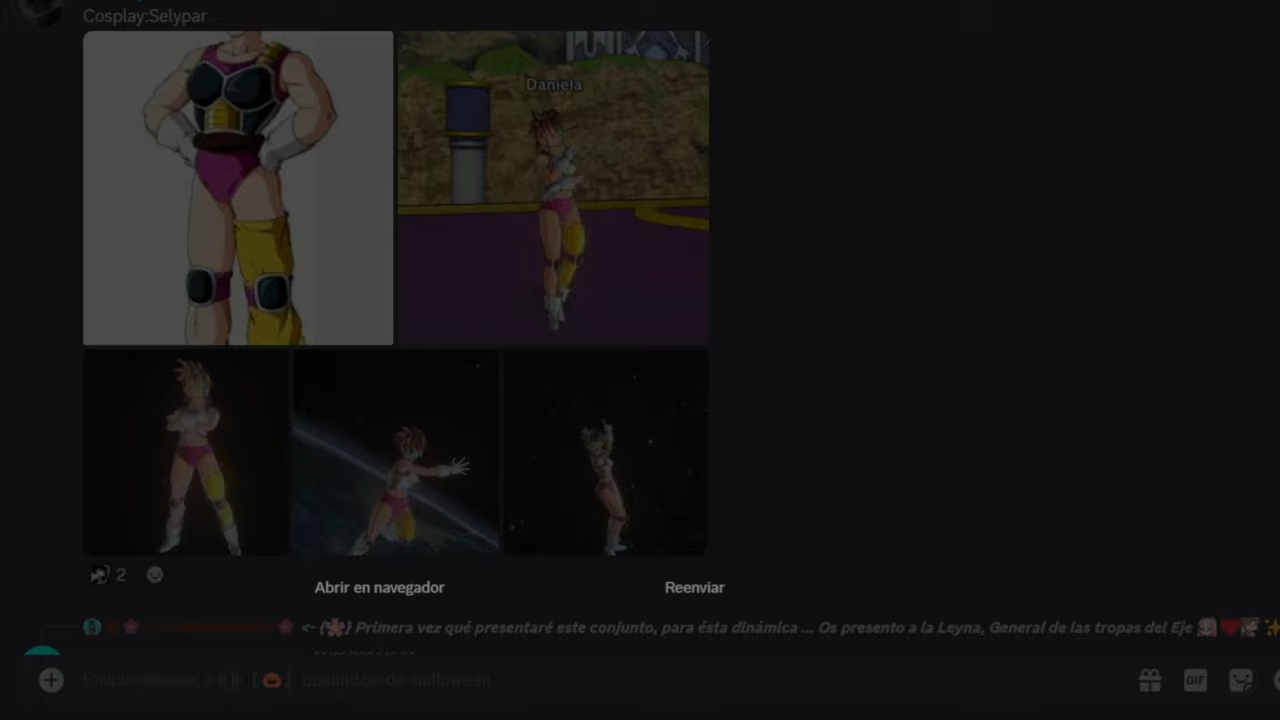 Cosplay:Selypar
Daniela
2
Abrir en navegador
Reenviar
<- {🌸} Primera vez qué presentaré este conjunto, para ésta dinámica ... Os presento a la Leyna, General de las tropas del Eje
GIF